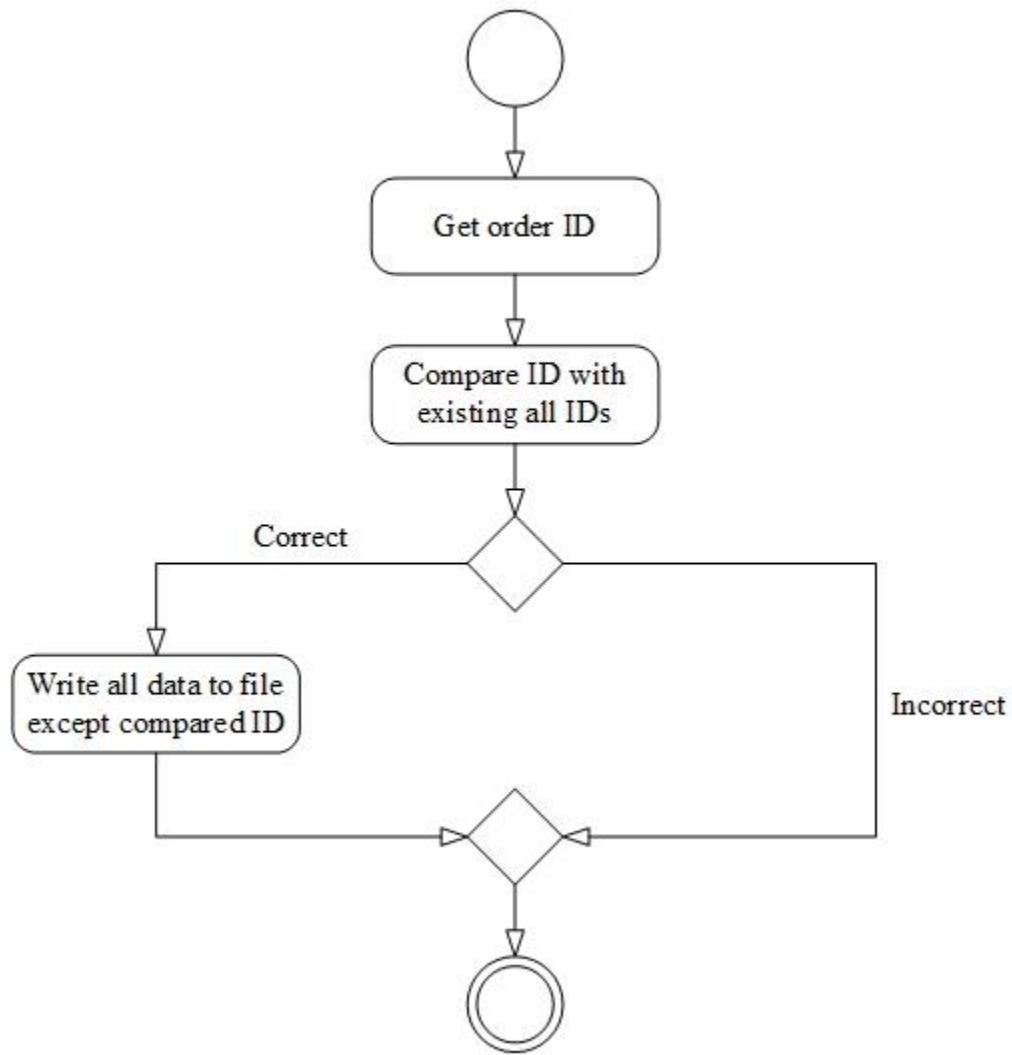 Get order ID
Compare ID with
existing all IDs
Correct
Write all data to file
except compared ID
Incorrect